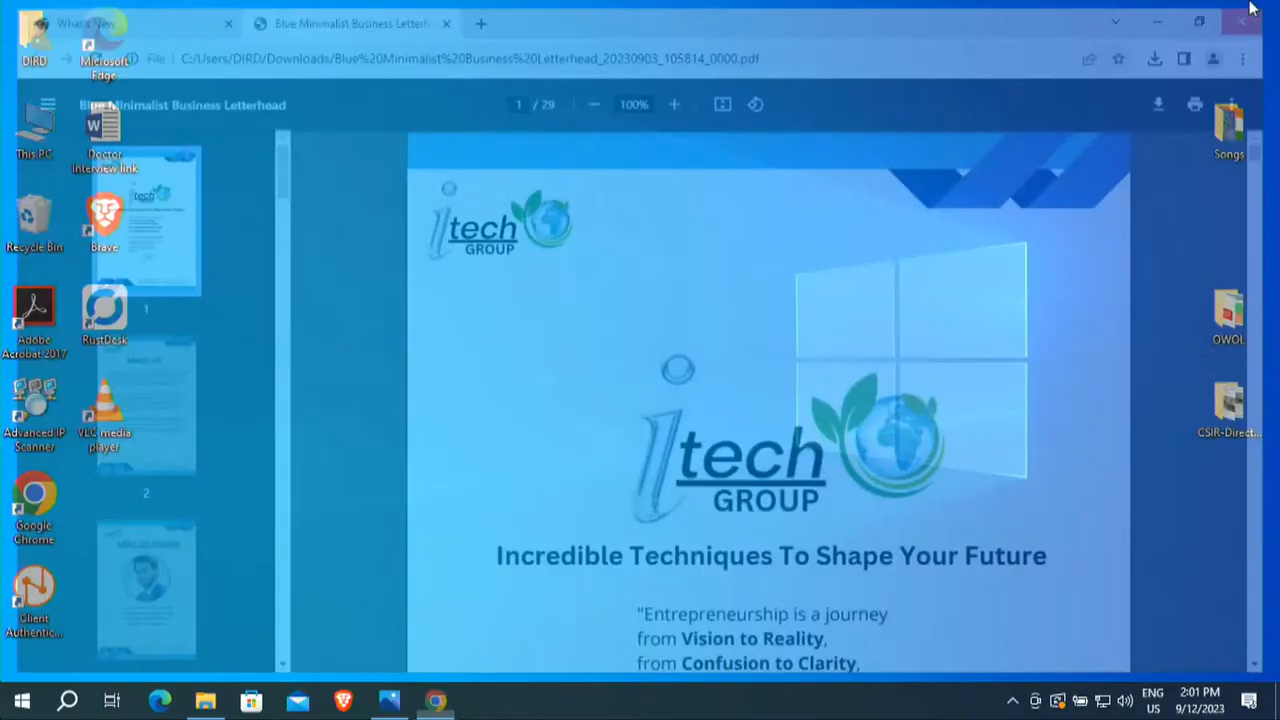 What's New
Blue Minimalist Business Letterh
File
C:/Users/DIRD/Downloads/Blue%20Minimalist%20Business%20Letterhead_20230903_105814_0000.pdf
Blue Minimalist Business Letterhead
1 / 29
100%
DIRD
Microsoft
Edge
This PC
Doctor
Interview link
Recycle Bin
Brave
Adobe
Acrobat 2017
RustDesk
Advanced IP
Scanner
VLC media
player
Google
Chrome
Client
Authentic...
1
2
itech
GROUP
itech
GROUP
Incredible Techniques To Shape Your Future
"Entrepreneurship is a journey
from Vision to Reality,
from Confusion to Clarity,
Songs
OWOL
CSIR-Direct...
ENG
US
2:01 PM
9/12/2023